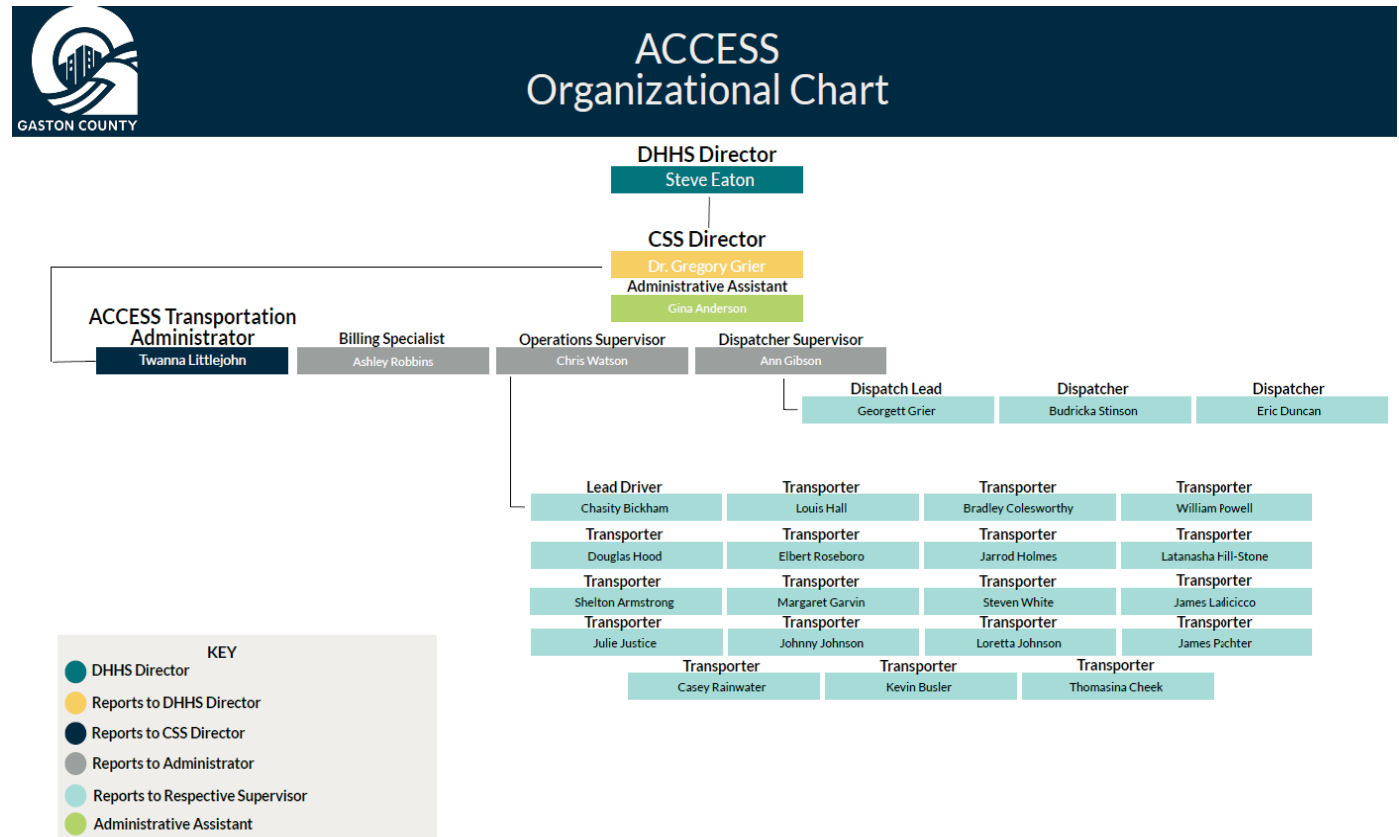 GASTON COUNTY
ACCESS
Organizational Chart
DHHS Director
Steve Eaton
CSS Director
Dr. Gregory Grier
Administrative Assistant
Gina Anderson
ACCESS Transportation
Administrator
Twanna Littlejohn
Billing Specialist
Ashley Robbins
Operations Supervisor
Chris Watson
Dispatcher Supervisor
Ann Gibson
Dispatch Lead
Georgett Grier
Dispatcher
Budricka Stinson
Dispatcher
Eric Duncan
Lead Driver
Chasity Bickham
Transporter
Louis Hall
Transporter
Bradley Colesworthy
Transporter
William Powell
Transporter
Douglas Hood
Transporter
Elbert Roseboro
Transporter
Jarrod Holmes
Transporter
Latanasha Hill-Stone
Transporter
Shelton Armstrong
Transporter
Margaret Garvin
Transporter
Steven White
Transporter
James Ladicicco
Transporter
Julie Justice
Transporter
Johnny Johnson
Transporter
Loretta Johnson
Transporter
James Pachter
Transporter
Casey Rainwater
Transporter
Kevin Busler
Transporter
Thomasina Cheek
KEY
DHHS Director
Reports to DHHS Director
Reports to CSS Director
Reports to Administrator
Reports to Respective Supervisor
Administrative Assistant